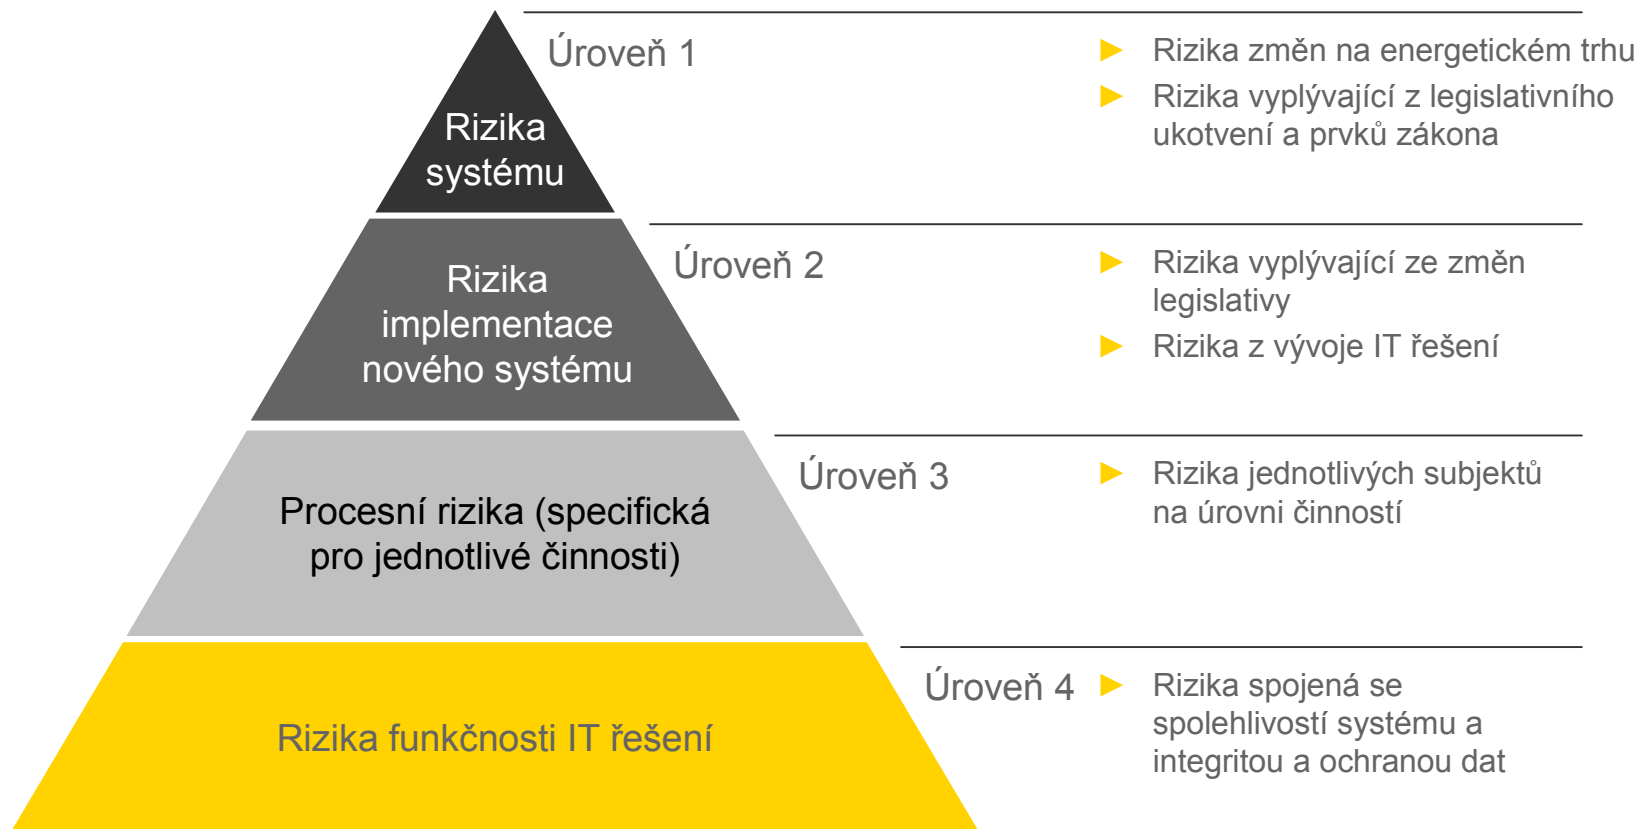 Úroveň 1
Rizika
systému
► Rizika změn na energetickém trhu
► Rizika vyplývající z legislativního
ukotvení a prvků zákona
Úroveň 2
Rizika
implementace
nového systému
► Rizika vyplývající ze změn
legislativy
► Rizika z vývoje IT řešení
Úroveň 3
Procesní rizika (specifická
pro jednotlivé činnosti)
► Rizika jednotlivých subjektů
na úrovni činností
Úroveň 4
Rizika funkčnosti IT řešení
► Rizika spojená se
spolehlivostí systému a
integritou a ochranou dat